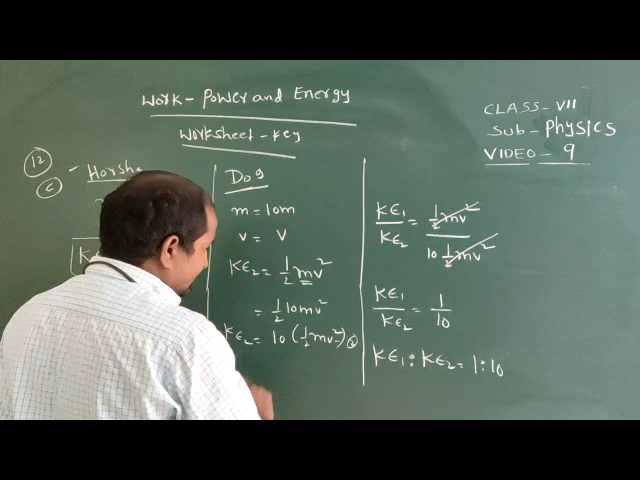 Work - Power and Energy
Worksheet - Key
CLASS - VII
Sub - Physics
VIDEO - 9
12
c
- Horsha
Dog
m = 10m
v = V
KE₂ = 1/2 mv²
= 1/2 10mv²
KE₂ = 10 (1/2 mv²)
KE₁/KE₂ = 1/2 mv² / 10 1/2 mv²
KE₁/KE₂ = 1/10
KE₁ : KE₂ = 1:10